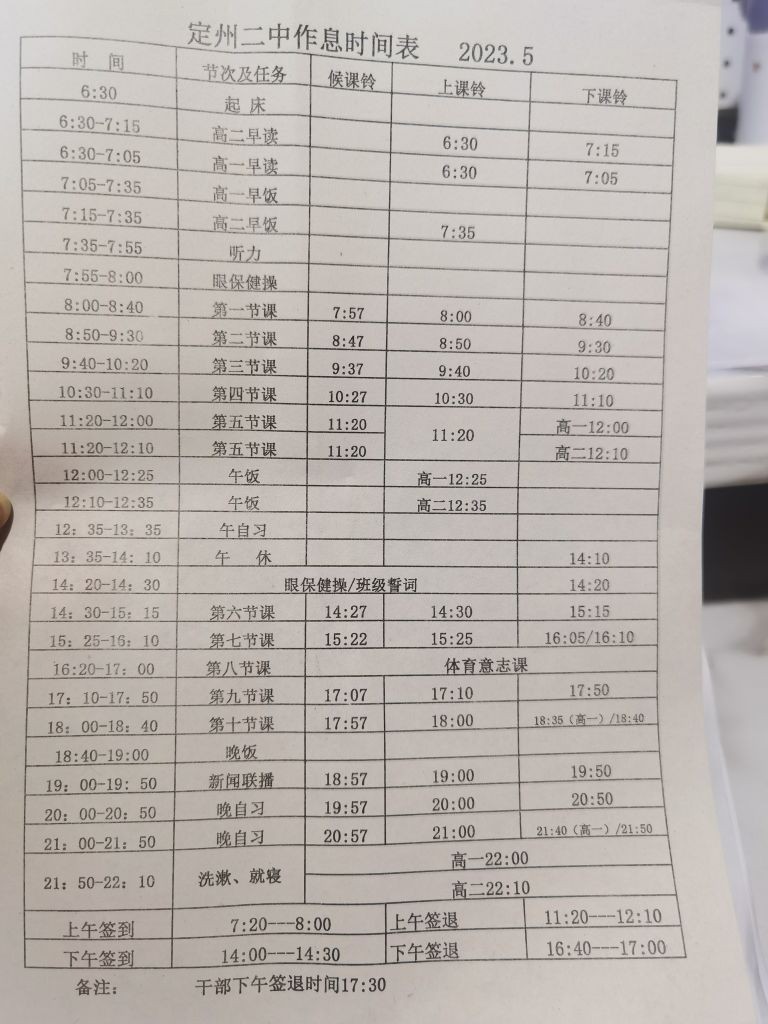 定州二中作息时间表 2023.5
时 间 节次及任务 候课铃 上课铃 下课铃
6:30 起 床
6:30-7:15 高二早读 6:30 7:15
6:30-7:05 高一早读 6:30 7:05
7:05-7:35 高一早饭
7:15-7:35 高二早饭 7:35
7:35-7:55 听力
7:55-8:00 眼保健操
8:00-8:40 第一节课 7:57 8:00 8:40
8:50-9:30 第二节课 8:47 8:50 9:30
9:40-10:20 第三节课 9:37 9:40 10:20
10:30-11:10 第四节课 10:27 10:30 11:10
11:20-12:00 第五节课 11:20 11:20 高一12:00
11:20-12:10 第五节课 11:20 高二12:10
12:00-12:25 午饭 高一12:25
12:10-12:35 午饭 高二12:35
12: 35-13: 35 午自习
13: 35-14: 10 午 休 14:10
14: 20-14: 30 眼保健操/班级誓词 14:20
14: 30-15: 15 第六节课 14:27 14:30 15:15
15: 25-16: 10 第七节课 15:22 15:25 16:05/16:10
16:20-17: 00 第八节课 体育意志课
17: 10-17: 50 第九节课 17:07 17:10 17:50
18: 00-18: 40 第十节课 17:57 18:00 18:35（高一）/18:40
18:40-19:00 晚饭
19: 00-19: 50 新闻联播 18:57 19:00 19:50
20: 00-20: 50 晚自习 19:57 20:00 20:50
21: 00-21: 50 晚自习 20:57 21:00 21:40（高一）/21:50
21: 50-22: 10 洗漱、就寝 高一22:00
高二22:10
上午签到 7:20---8:00 上午签退 11:20---12:10
下午签到 14:00---14:30 下午签退 16:40---17:00
备注： 干部下午签退时间17:30